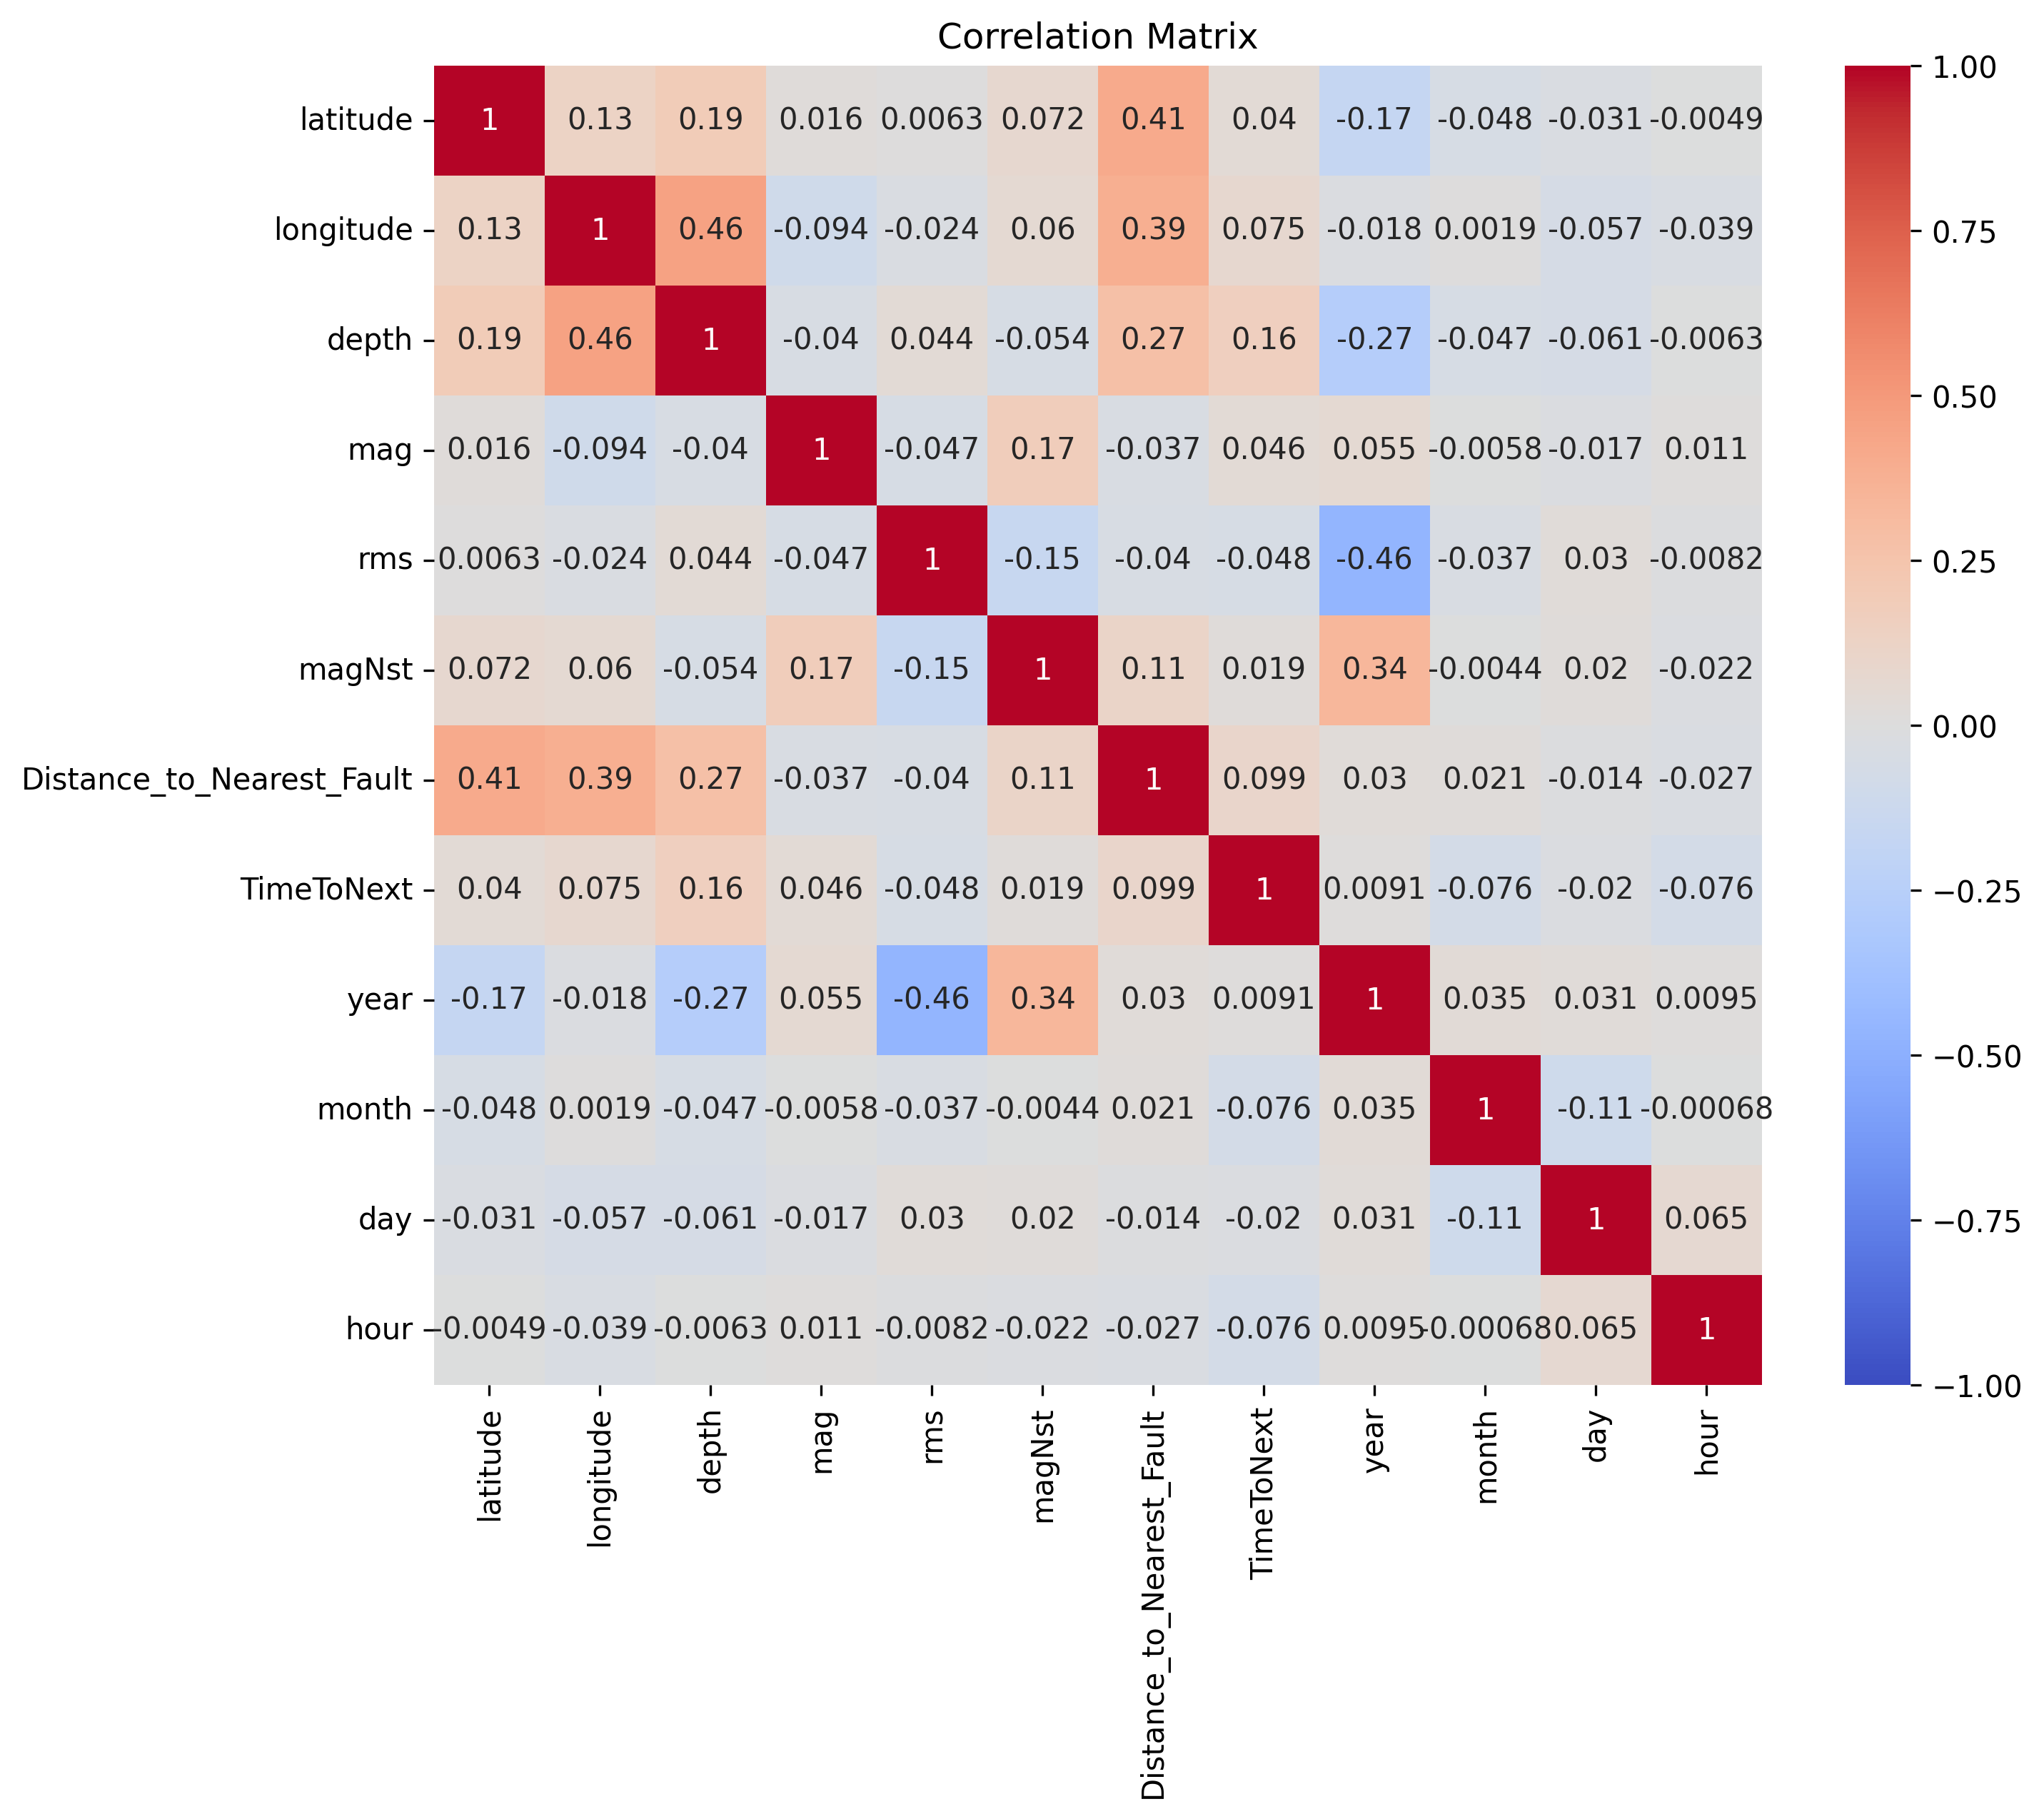 Correlation Matrix
latitude 1 0.13 0.19 0.016 0.0063 0.072 0.41 0.04 -0.17 -0.048 -0.031 -0.0049
longitude 0.13 1 0.46 -0.094 -0.024 0.06 0.39 0.075 -0.018 0.0019 -0.057 -0.039
depth 0.19 0.46 1 -0.04 0.044 -0.054 0.27 0.16 -0.27 -0.047 -0.061 -0.0063
mag 0.016 -0.094 -0.04 1 -0.047 0.17 -0.037 0.046 0.055 -0.0058 -0.017 0.011
rms 0.0063 -0.024 0.044 -0.047 1 -0.15 -0.04 -0.048 -0.46 -0.037 0.03 -0.0082
magNst 0.072 0.06 -0.054 0.17 -0.15 1 0.11 0.019 0.34 -0.0044 0.02 -0.022
Distance_to_Nearest_Fault 0.41 0.39 0.27 -0.037 -0.04 0.11 1 0.099 0.03 0.021 -0.014 -0.027
TimeToNext 0.04 0.075 0.16 0.046 -0.048 0.019 0.099 1 0.0091 -0.076 -0.02 -0.076
year -0.17 -0.018 -0.27 0.055 -0.46 0.34 0.03 0.0091 1 0.035 0.031 0.0095
month -0.048 0.0019 -0.047 -0.0058 -0.037 -0.0044 0.021 -0.076 0.035 1 -0.11 -0.00068
day -0.031 -0.057 -0.061 -0.017 0.03 0.02 -0.014 -0.02 0.031 -0.11 1 0.065
hour -0.0049 -0.039 -0.0063 0.011 -0.0082 -0.022 -0.027 -0.076 0.0095 -0.00068 0.065 1
latitude longitude depth mag rms magNst Distance_to_Nearest_Fault TimeToNext year month day hour
1.00
0.75
0.50
0.25
0.00
−0.25
−0.50
−0.75
−1.00